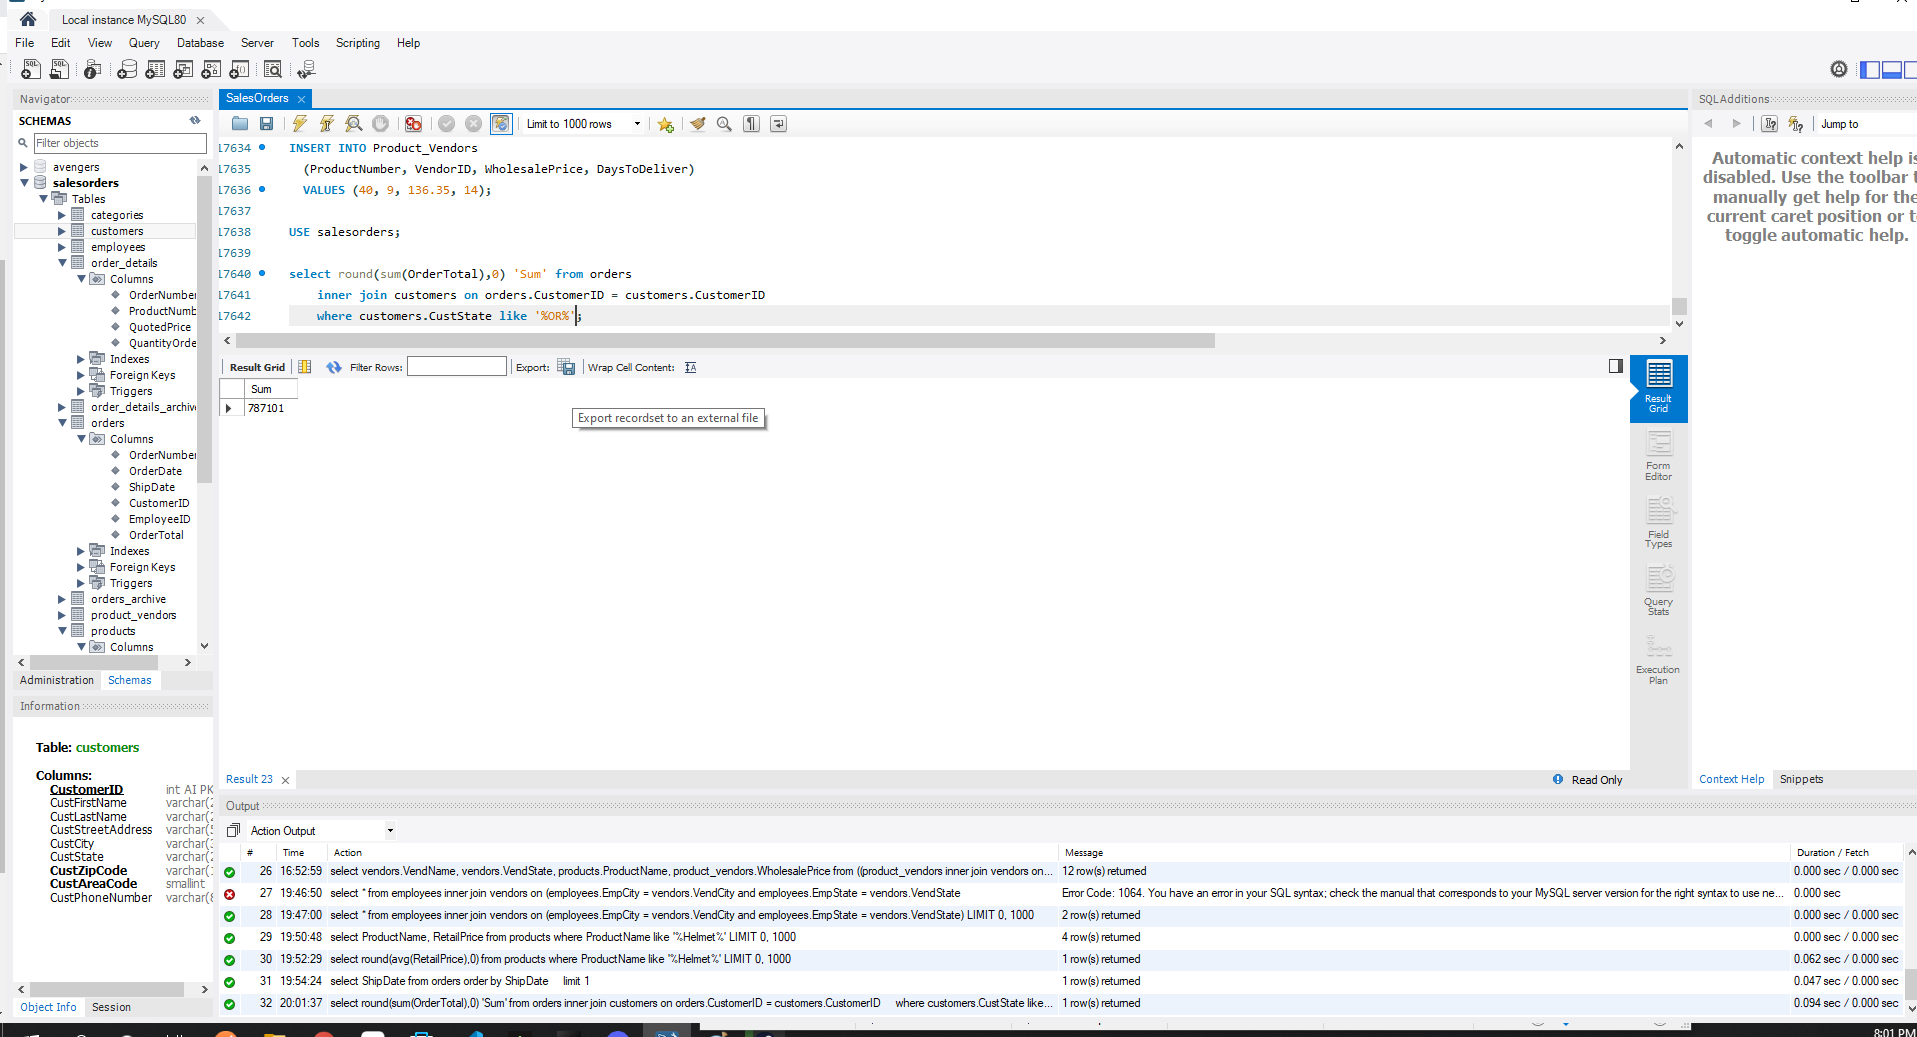 Local instance MySQL80
File Edit View Query Database Server Tools Scripting Help
Navigator
SCHEMAS
Filter objects
avengers
salesorders
Tables
categories
customers
employees
order_details
Columns
OrderNumber
ProductNumb
QuotedPrice
QuantityOrde
Indexes
Foreign Keys
Triggers
order_details_archiv
orders
Columns
OrderNumber
OrderDate
ShipDate
CustomerID
EmployeeID
OrderTotal
Indexes
Foreign Keys
Triggers
orders_archive
product_vendors
products
Columns
Administration Schemas
Information
Table: customers
Columns:
CustomerID int AI PK
CustFirstName varchar(2
CustLastName varchar(2
CustStreetAddress varchar(5
CustCity varchar(3
CustState varchar(2
CustZipCode varchar(1
CustAreaCode smallint
CustPhoneNumber varchar(8
Object Info Session
SalesOrders
Limit to 1000 rows
17634 INSERT INTO Product_Vendors
17635 (ProductNumber, VendorID, WholesalePrice, DaysToDeliver)
17636 VALUES (40, 9, 136.35, 14);
17637
17638 USE salesorders;
17639
17640 select round(sum(OrderTotal),0) 'Sum' from orders
17641 inner join customers on orders.CustomerID = customers.CustomerID
17642 where customers.CustState like '%OR%';
Result Grid Filter Rows: Export: Wrap Cell Content:
Sum
787101
Export recordset to an external file
Result Grid
Form Editor
Field Types
Query Stats
Execution Plan
Result 23
Read Only
Output
Action Output
# Time Action Message Duration / Fetch
26 16:52:59 select vendors.VendName, vendors.VendState, products.ProductName, product_vendors.WholesalePrice from ((product_vendors inner join vendors on... 12 row(s) returned 0.000 sec / 0.000 sec
27 19:46:50 select * from employees inner join vendors on (employees.EmpCity = vendors.VendCity and employees.EmpState = vendors.VendState Error Code: 1064. You have an error in your SQL syntax; check the manual that corresponds to your MySQL server version for the right syntax to use ne... 0.000 sec
28 19:47:00 select * from employees inner join vendors on (employees.EmpCity = vendors.VendCity and employees.EmpState = vendors.VendState) LIMIT 0, 1000 2 row(s) returned 0.000 sec / 0.000 sec
29 19:50:48 select ProductName, RetailPrice from products where ProductName like '%Helmet%' LIMIT 0, 1000 4 row(s) returned 0.000 sec / 0.000 sec
30 19:52:29 select round(avg(RetailPrice),0) from products where ProductName like '%Helmet%' LIMIT 0, 1000 1 row(s) returned 0.062 sec / 0.000 sec
31 19:54:24 select ShipDate from orders order by ShipDate limit 1 1 row(s) returned 0.047 sec / 0.000 sec
32 20:01:37 select round(sum(OrderTotal),0) 'Sum' from orders inner join customers on orders.CustomerID = customers.CustomerID where customers.CustState like... 1 row(s) returned 0.094 sec / 0.000 sec
SQLAdditions
Jump to
Automatic context help is
disabled. Use the toolbar t
manually get help for the
current caret position or t
toggle automatic help.
Context Help Snippets
8:01 PM